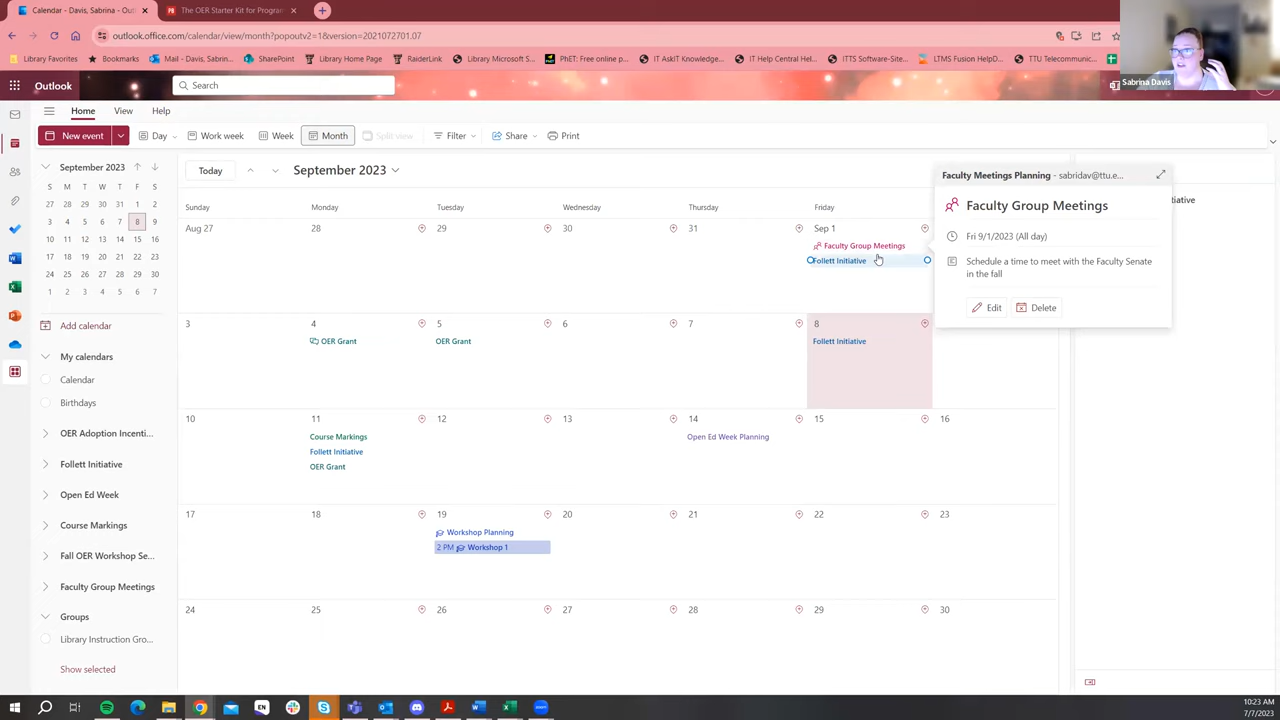 Calendar - Davis, Sabrina - Out
The OER Starter Kit for Program
outlook.office.com/calendar/view/month?popoutv2=1&version=2021072701.07
Library Favorites
Bookmarks
Mail - Davis, Sabrin...
SharePoint
Library Home Page
RaiderLink
Library Microsoft S...
PhET: Free online p...
IT AskIT Knowledge...
IT Help Central Hel...
ITTS Software-Site...
LTMS Fusion HelpD...
TTU Telecommunic...
Sabrina Davis
Outlook
Search
Home View Help
New event
Day
Work week
Week
Month
Split view
Filter
Share
Print
September 2023
S M T W T F S
27 28 29 30 31 1 2
3 4 5 6 7 8 9
10 11 12 13 14 15 16
17 18 19 20 21 22 23
24 25 26 27 28 29 30
1 2 3 4 5 6 7
Add calendar
My calendars
Calendar
Birthdays
OER Adoption Incenti...
Follett Initiative
Open Ed Week
Course Markings
Fall OER Workshop Se...
Faculty Group Meetings
Groups
Library Instruction Gro...
Show selected
Today
September 2023
Sunday Monday Tuesday Wednesday Thursday Friday
Aug 27 28 29 30 31 Sep 1
Faculty Group Meetings
Follett Initiative
3 4 5 6 7 8
OER Grant OER Grant Follett Initiative
10 11 12 13 14 15 16
Course Markings Open Ed Week Planning
Follett Initiative
OER Grant
17 18 19 20 21 22 23
Workshop Planning
2 PM Workshop 1
24 25 26 27 28 29 30
Faculty Meetings Planning - sabridav@ttu.e...
Faculty Group Meetings
Fri 9/1/2023 (All day)
Schedule a time to meet with the Faculty Senate
in the fall
Edit
Delete
itiative
10:23 AM
7/7/2023